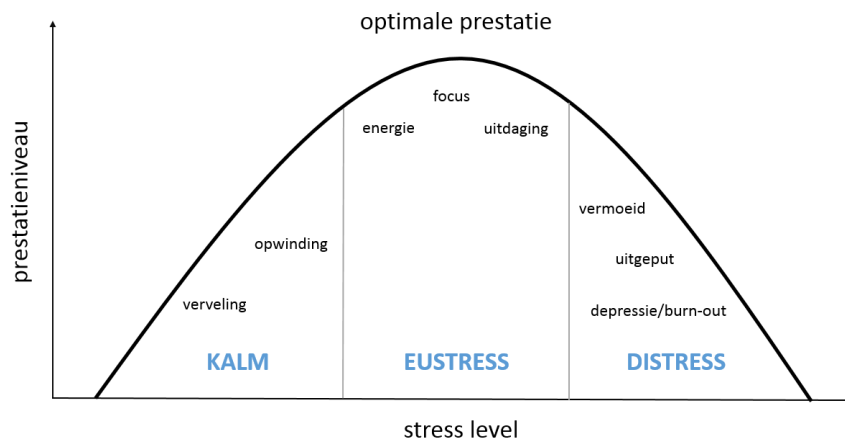 optimale prestatie
focus
energie
uitdaging
vermoeid
opwinding
uitgeput
verveling
depressie/burn-out
KALM
EUSTRESS
DISTRESS
stress level
prestatieniveau